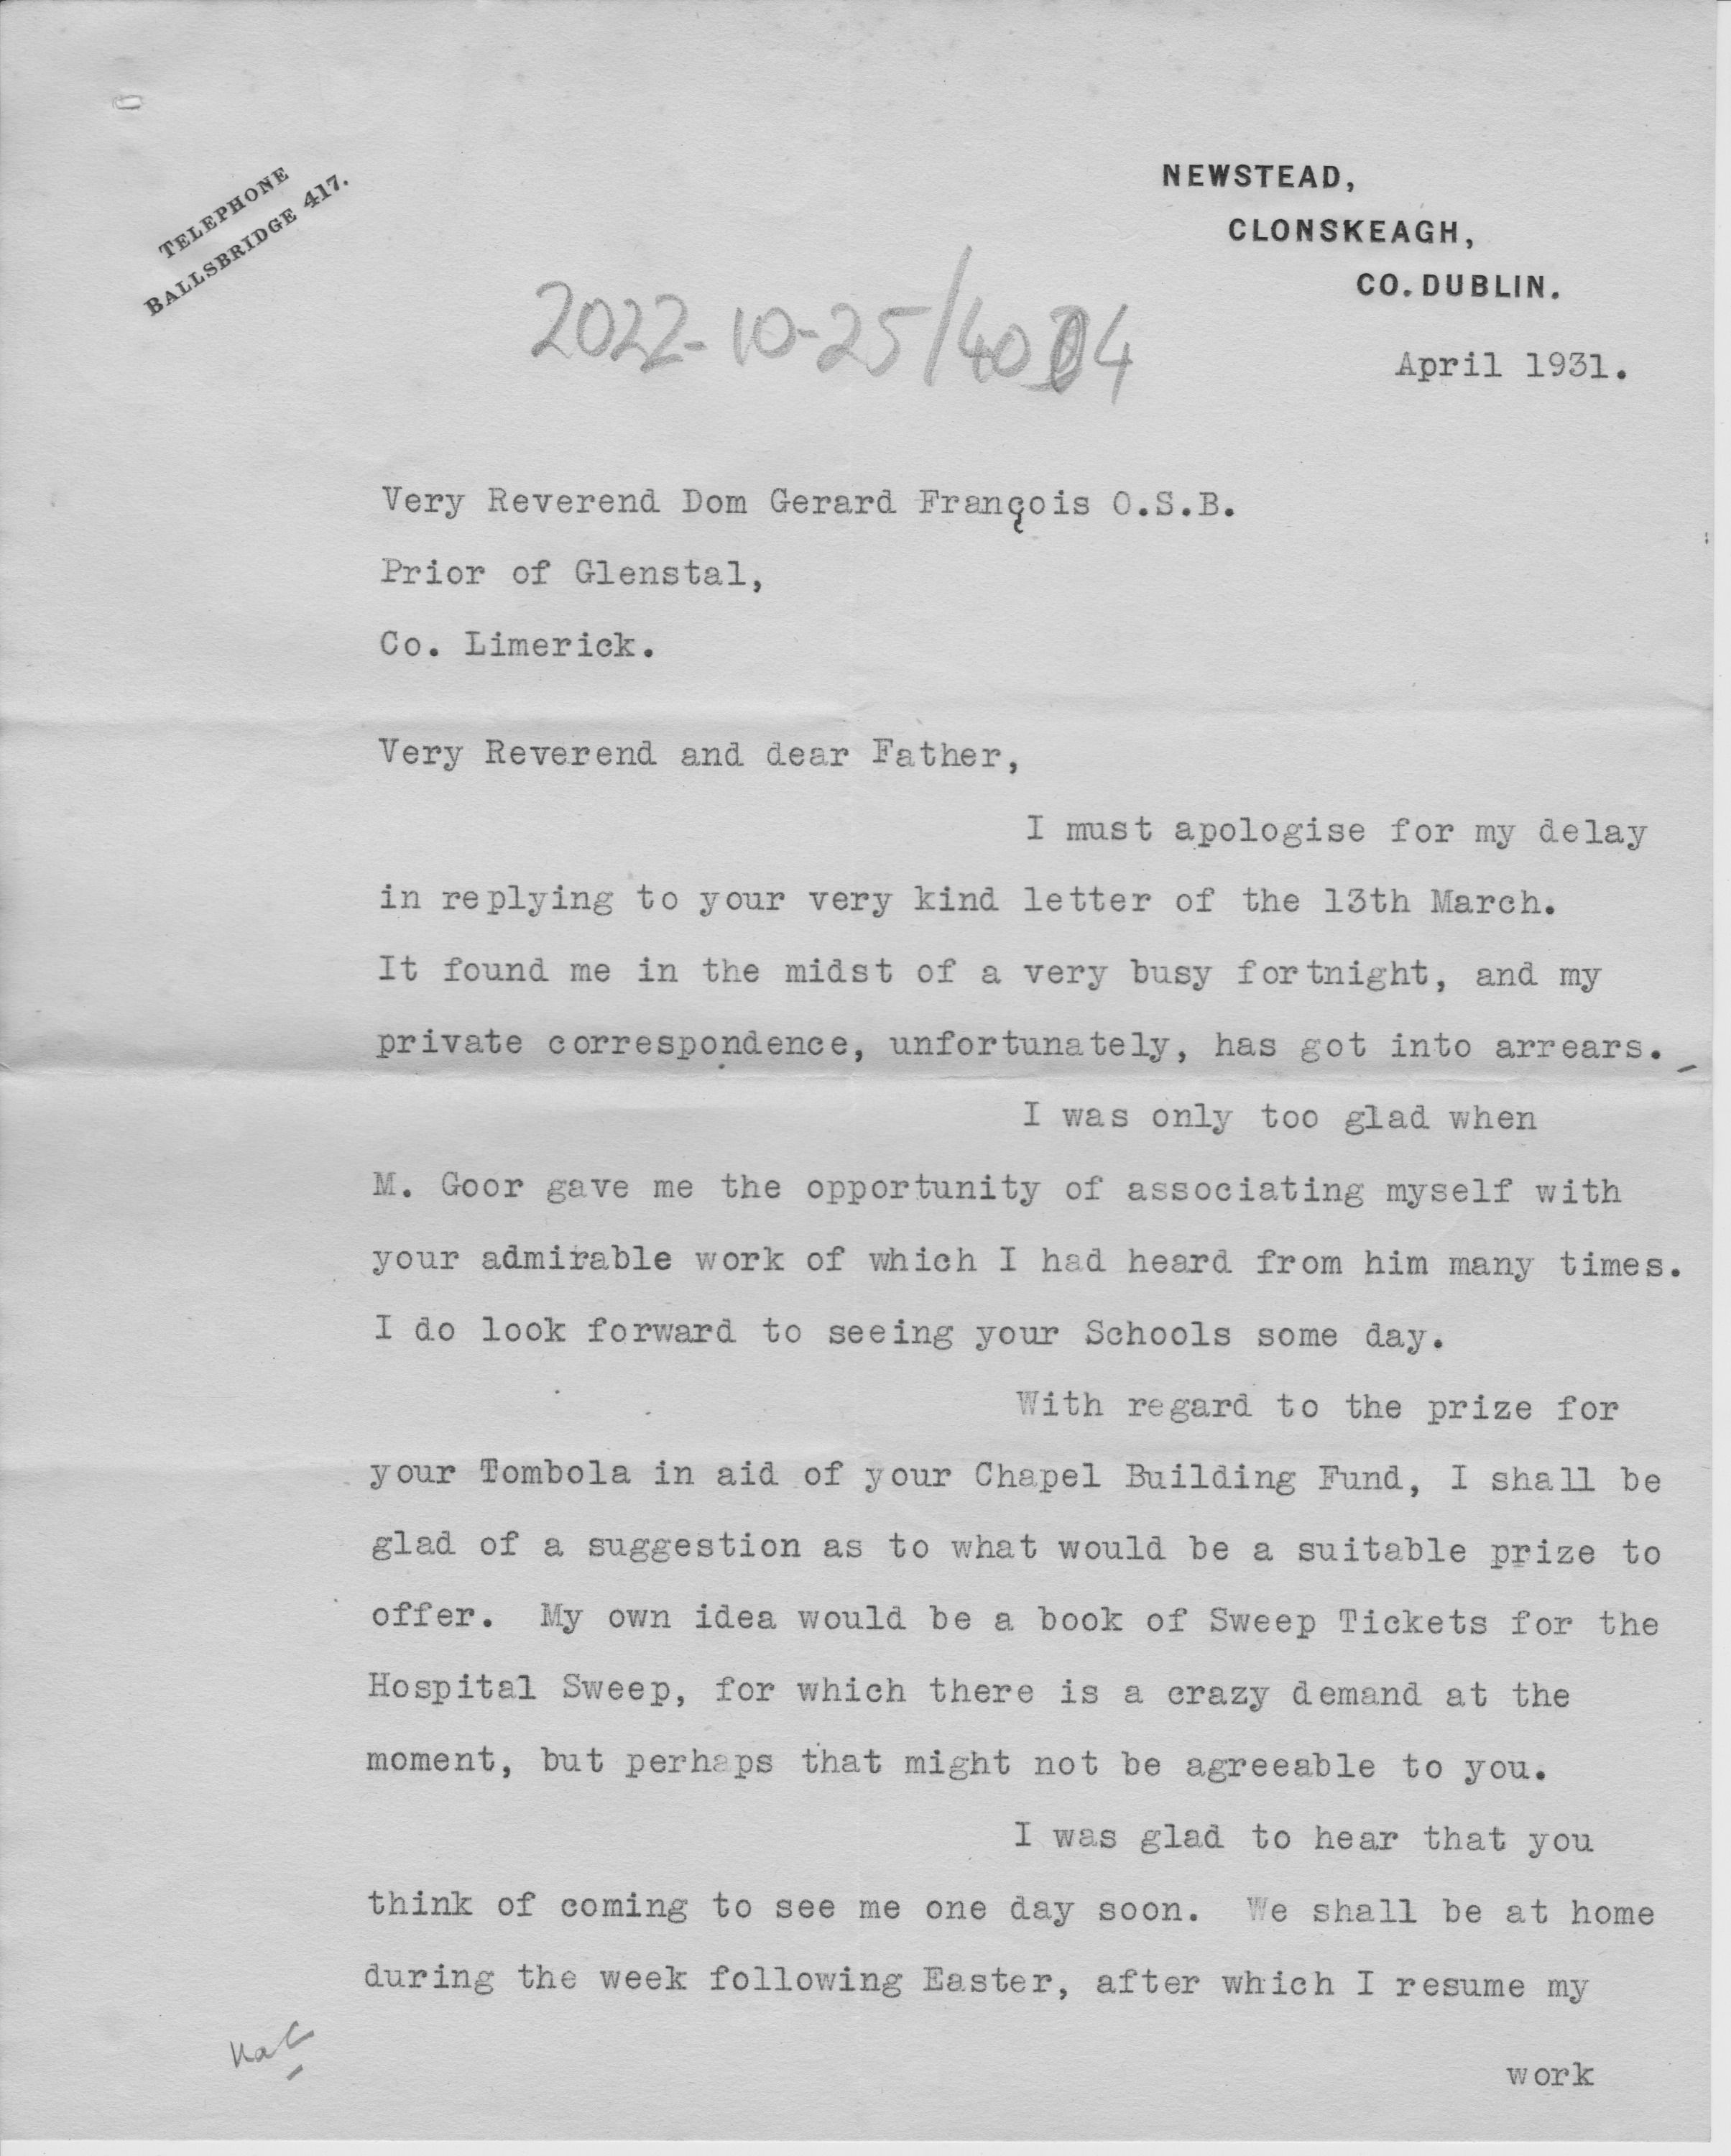 TELEPHONE
BALLSBRIDGE 417.
NEWSTEAD,
CLONSKEAGH,
CO. DUBLIN.
2022-10-25/4004
April 1931.
Very Reverend Dom Gerard François O.S.B.
Prior of Glenstal,
Co. Limerick.
Very Reverend and dear Father,
I must apologise for my delay
in replying to your very kind letter of the 13th March.
It found me in the midst of a very busy fortnight, and my
private correspondence, unfortunately, has got into arrears.
I was only too glad when
M. Goor gave me the opportunity of associating myself with
your admirable work of which I had heard from him many times.
I do look forward to seeing your Schools some day.
With regard to the prize for
your Tombola in aid of your Chapel Building Fund, I shall be
glad of a suggestion as to what would be a suitable prize to
offer. My own idea would be a book of Sweep Tickets for the
Hospital Sweep, for which there is a crazy demand at the
moment, but perhaps that might not be agreeable to you.
I was glad to hear that you
think of coming to see me one day soon. We shall be at home
during the week following Easter, after which I resume my
work